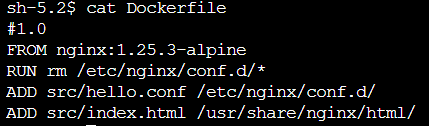 sh-5.2$ cat Dockerfile
#1.0
FROM nginx:1.25.3-alpine
RUN rm /etc/nginx/conf.d/*
ADD src/hello.conf /etc/nginx/conf.d/
ADD src/index.html /usr/share/nginx/html/